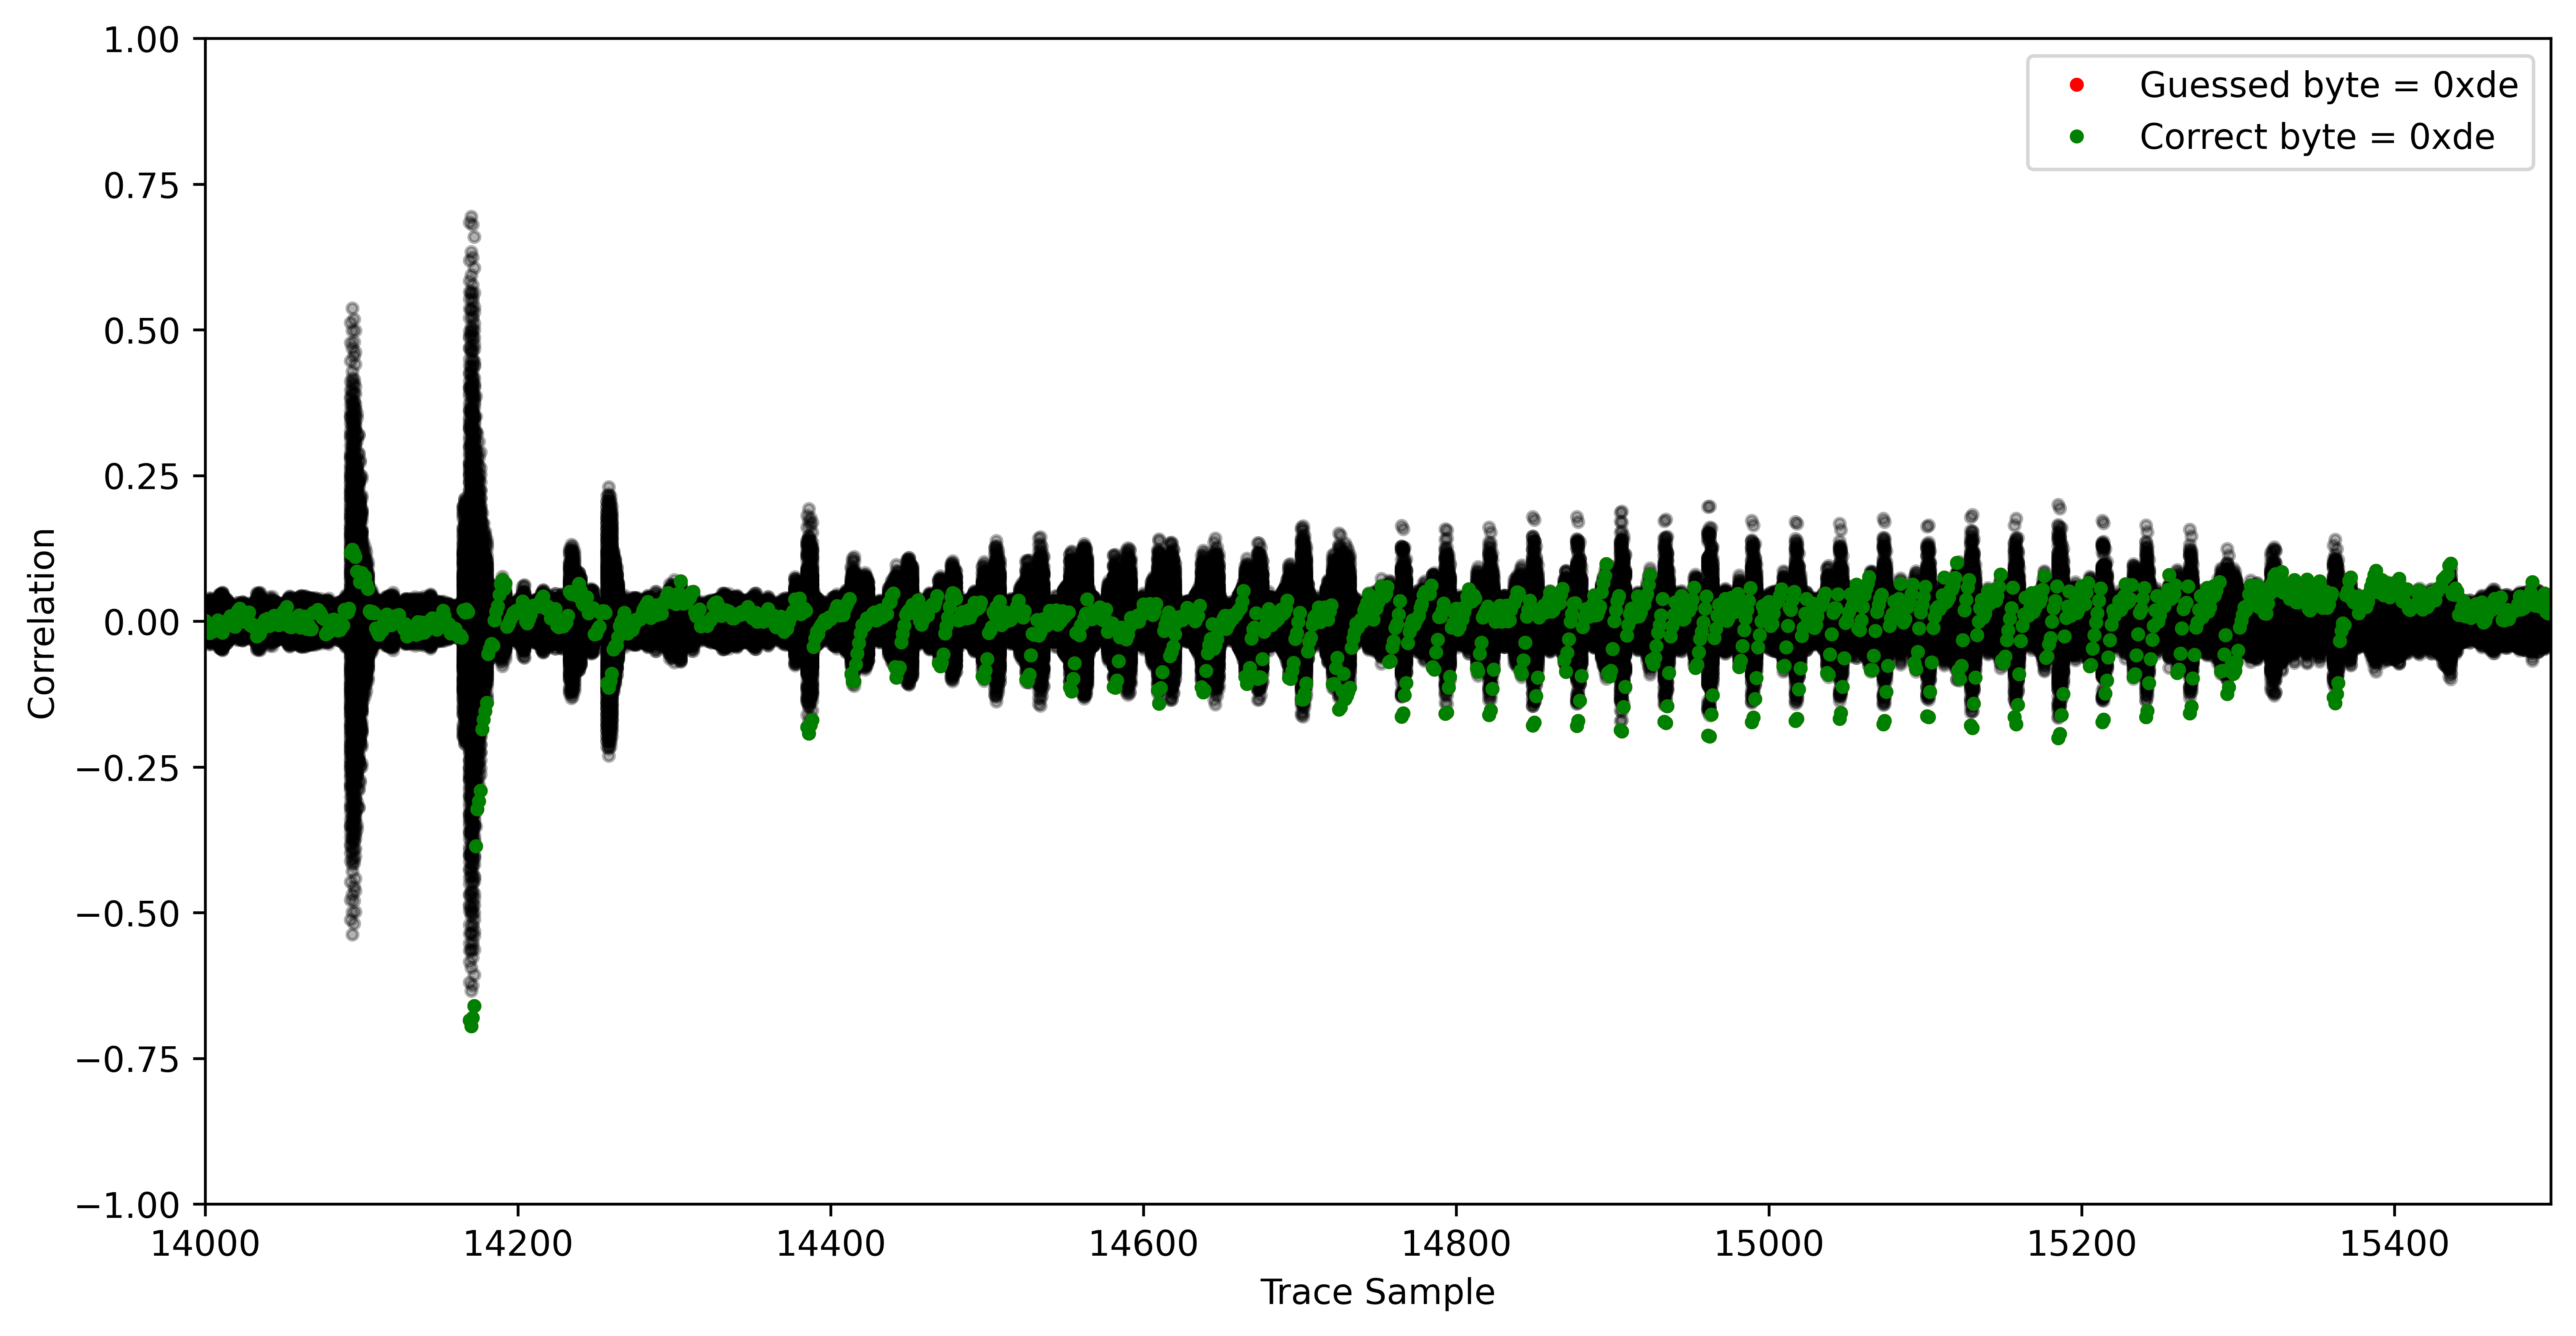 1.00
0.75
0.50
0.25
0.00
−0.25
−0.50
−0.75
−1.00
Correlation
Guessed byte = 0xde
Correct byte = 0xde
14000 14200 14400 14600 14800 15000 15200 15400
Trace Sample